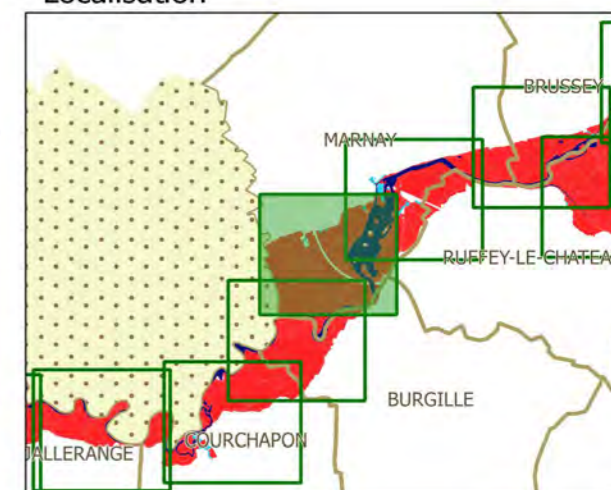 Localisation
BRUSSEY
MARNAY
RUFFEY-LE-CHATEA
BURGILLE
COURCHAPON
JALLERANGE